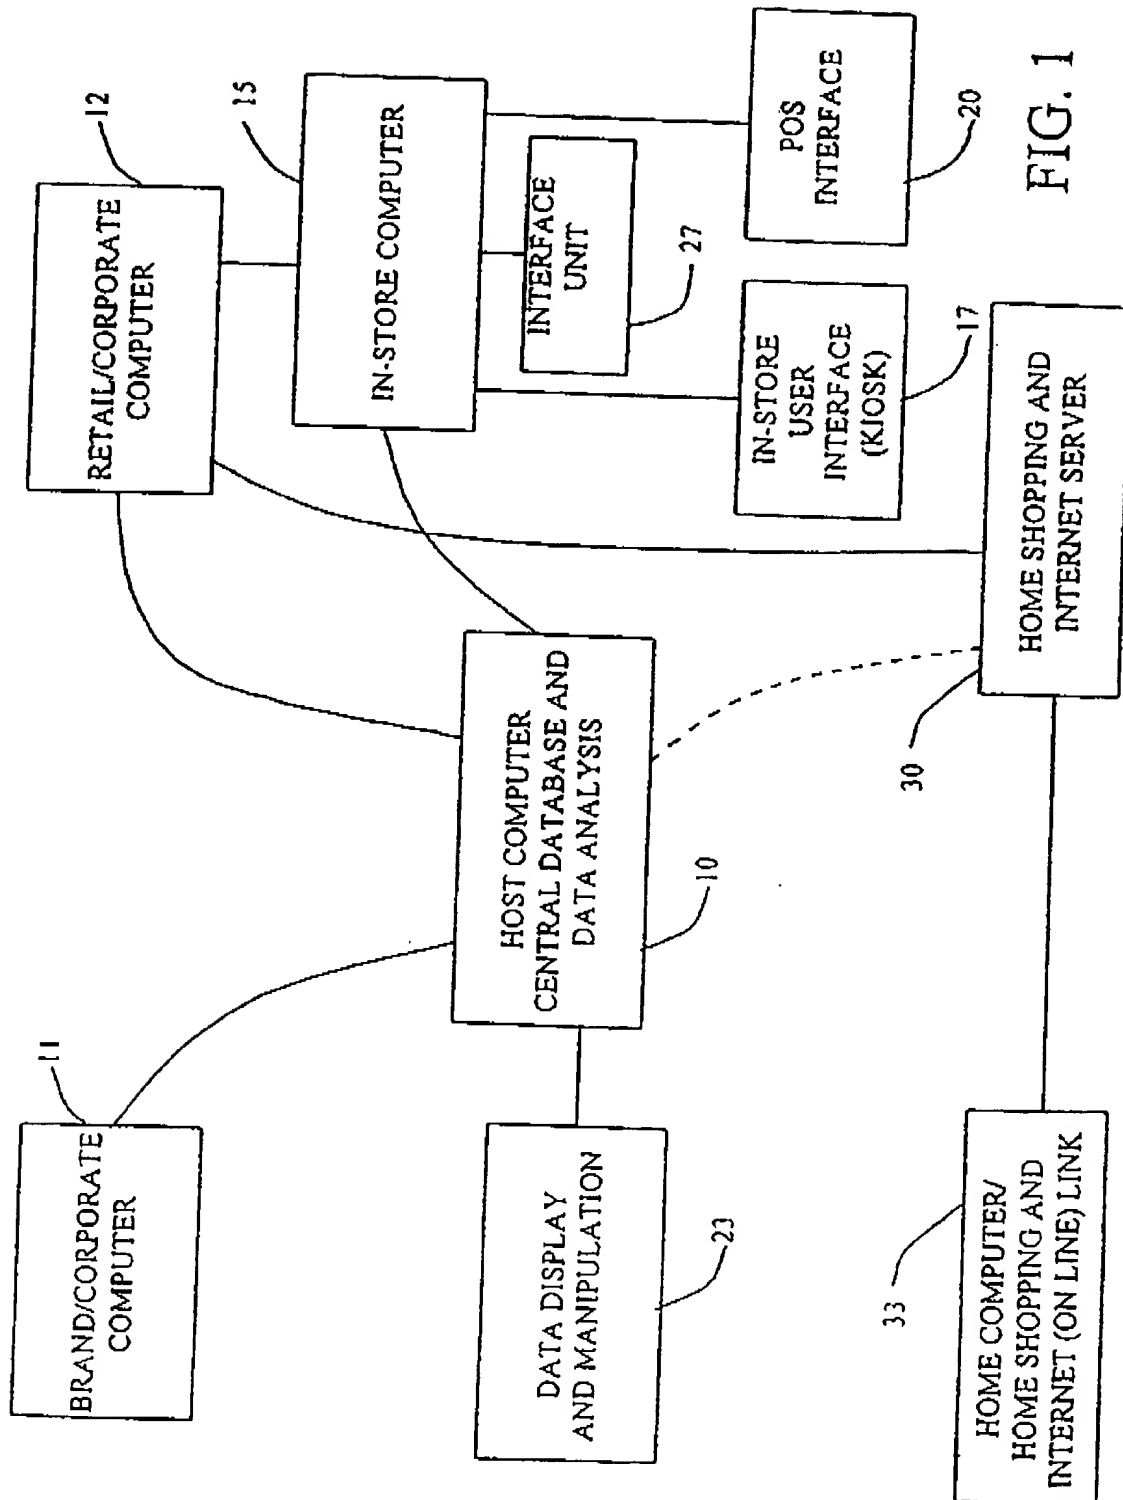 11
BRAND/CORPORATE
COMPUTER
12
RETAIL/CORPORATE
COMPUTER
15
IN-STORE COMPUTER
INTERFACE
UNIT
27
DATA DISPLAY
AND MANIPULATION
23
HOST COMPUTER
CENTRAL DATABASE AND
DATA ANALYSIS
10
IN-STORE
USER
INTERFACE
(KIOSK)
17
POS
INTERFACE
20
33
HOME COMPUTER/
HOME SHOPPING AND
INTERNET (ON LINE) LINK
30
HOME SHOPPING AND
INTERNET SERVER
FIG. 1